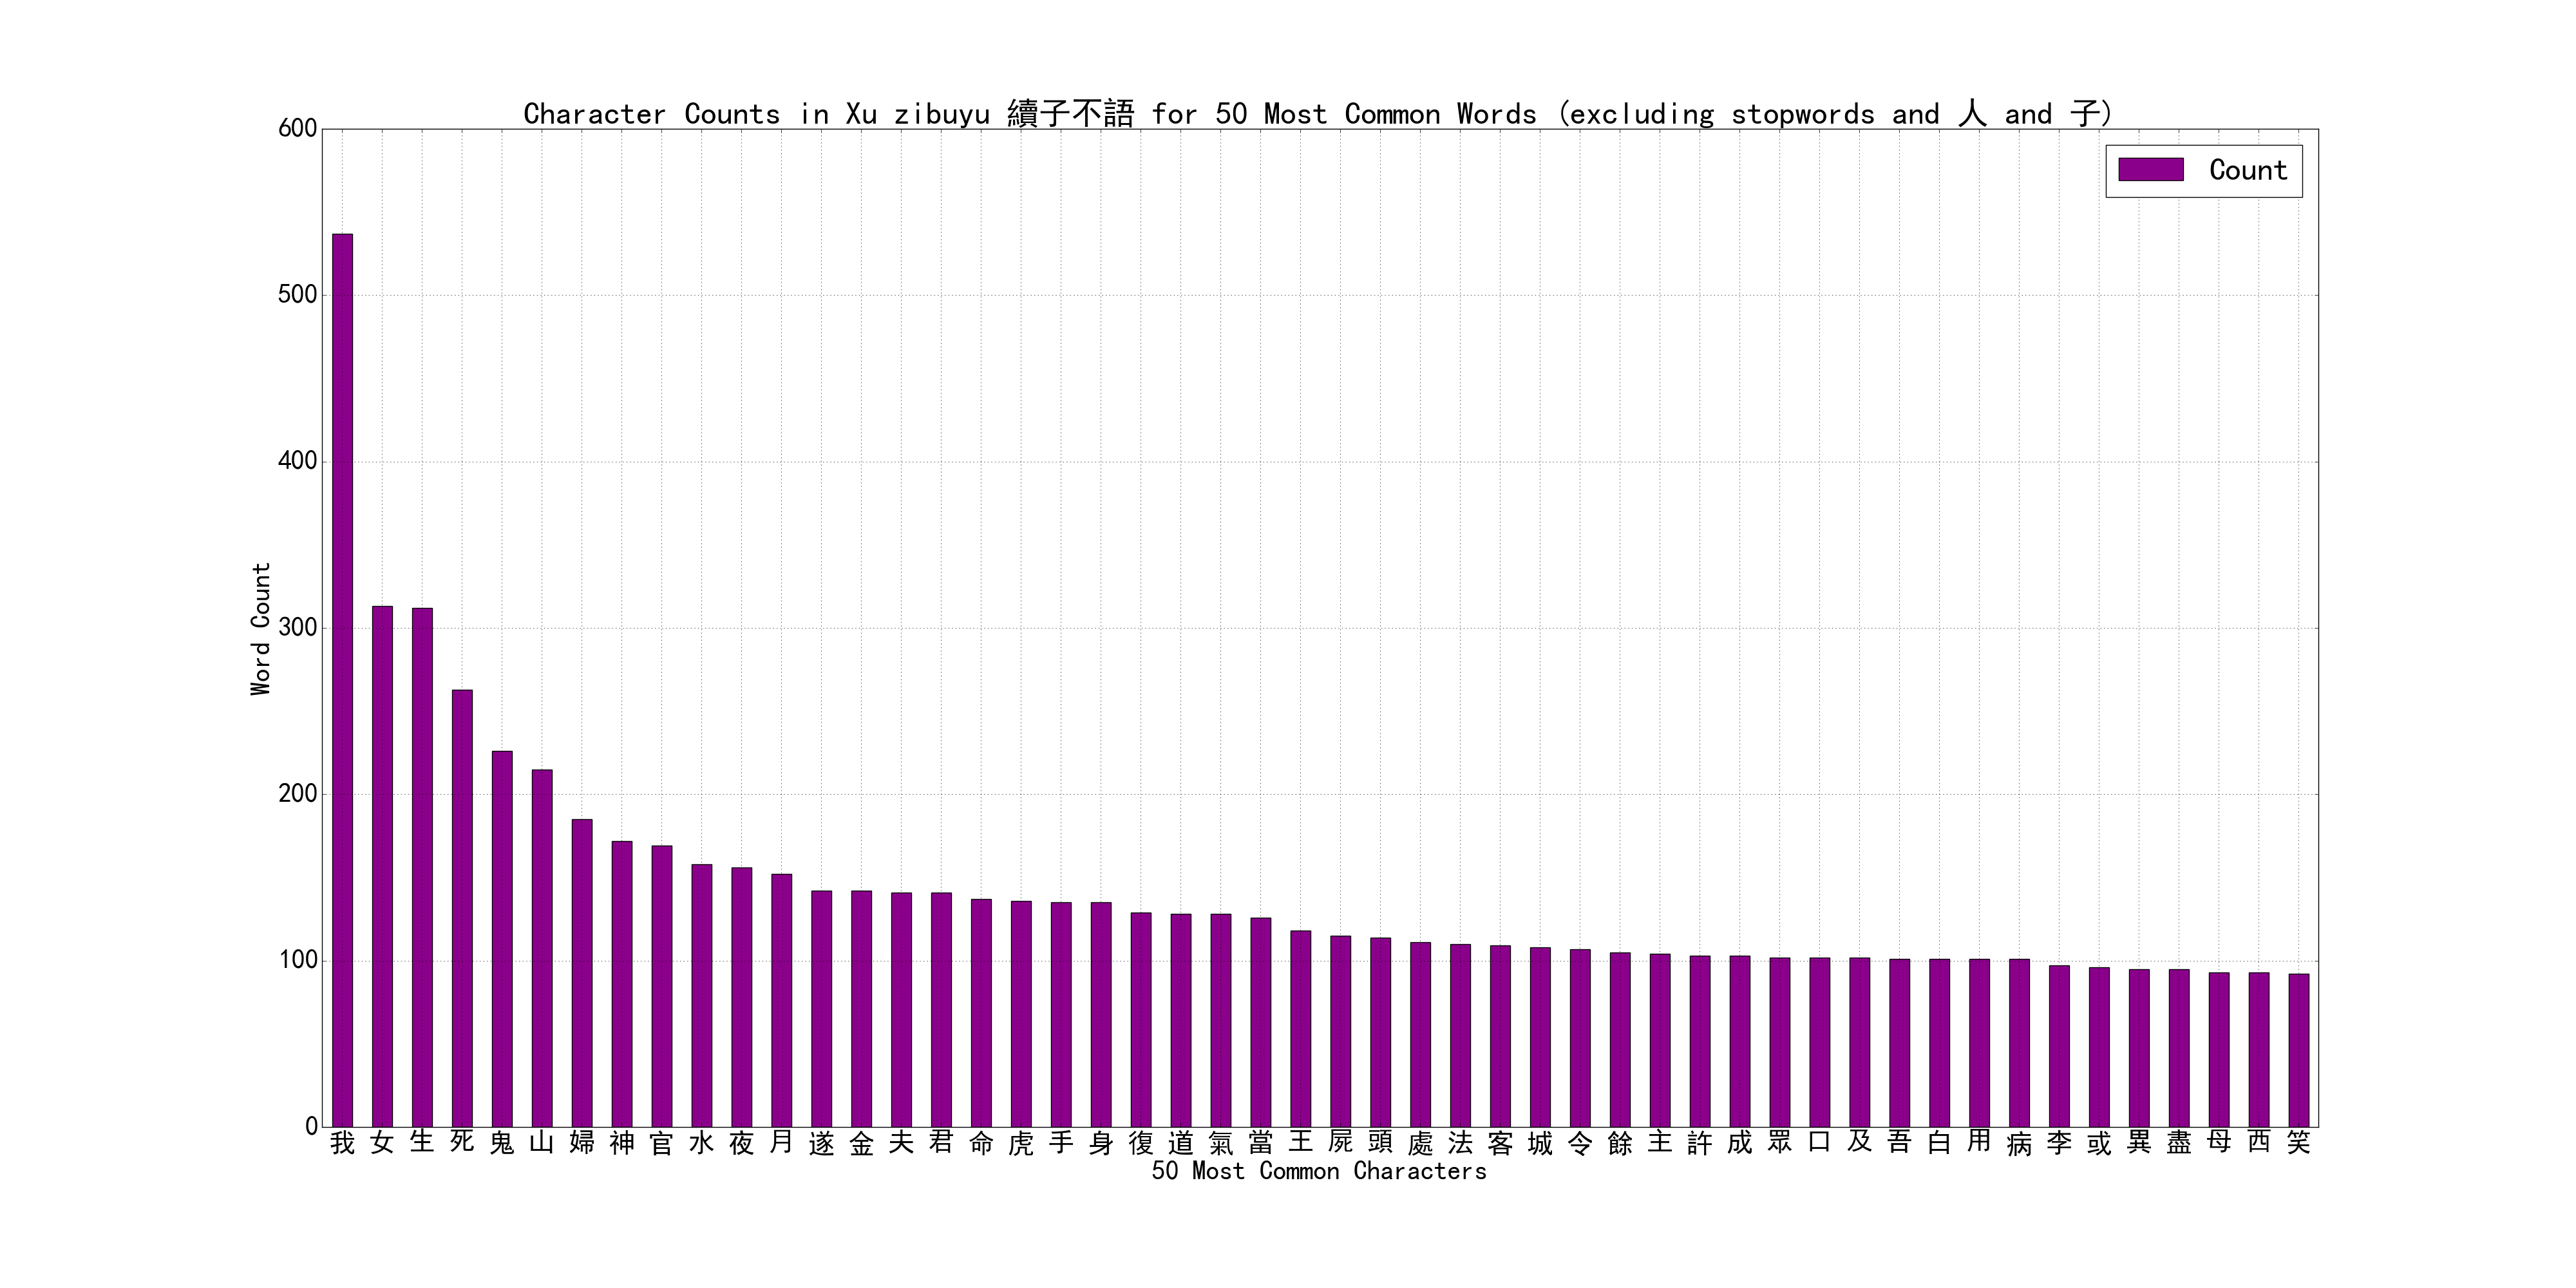 Character Counts in Xu zibuyu 續子不語 for 50 Most Common Words (excluding stopwords and 人 and 子)
600
Count
500
400
300
200
100
0
Word Count
我 女 生 死 鬼 山 婦 神 官 水 夜 月 遂 金 夫 君 命 虎 手 身 復 道 氣 當 王 屍 頭 處 法 客 城 令 餘 主 許 成 眾 口 及 吾 白 用 病 李 或 異 盡 母 西 笑
50 Most Common Characters